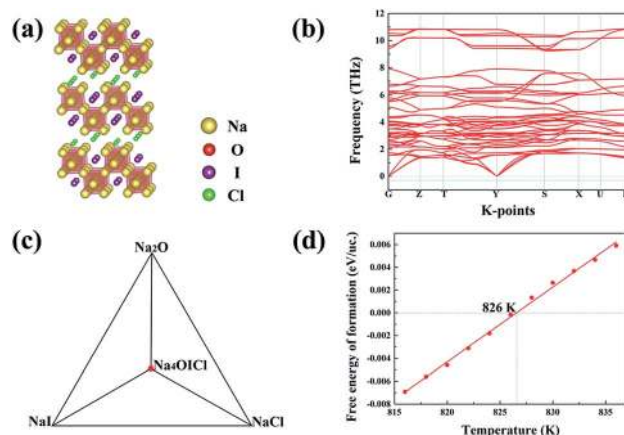 (a)
Na
O
I
Cl
(b)
Frequency (THz)
12
10
8
6
4
2
0
G Z T Y S X U
K-points
(c)
Na2O
Na4OICl
NaI
NaCl
(d)
Free energy of formation (eV/uc.)
0.006
0.004
0.002
0.000
-0.002
-0.004
-0.006
-0.008
826 K
815 820 825 830 835
Temperature (K)